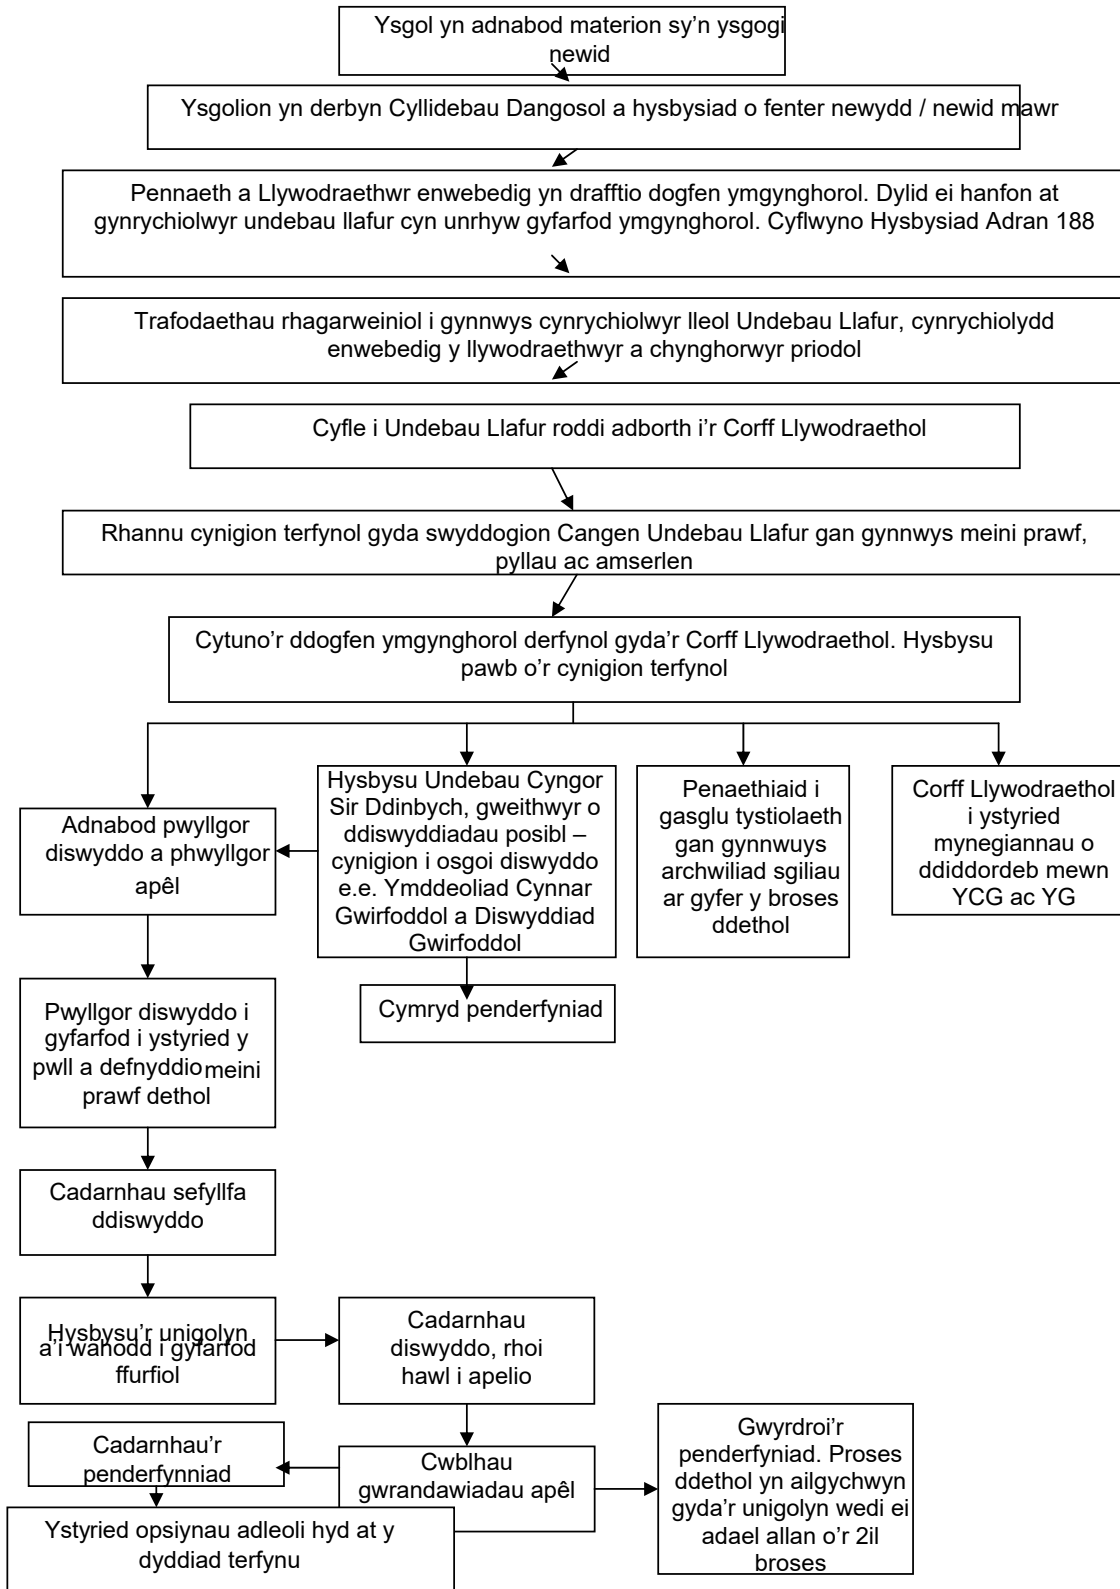 Ysgol yn adnabod materion sy’n ysgogi
newid
Ysgolion yn derbyn Cyllidebau Dangosol a hysbysiad o fenter newydd / newid mawr
Pennaeth a Llywodraethwr enwebedig yn drafftio dogfen ymgynghorol. Dylid ei hanfon at
gynrychiolwyr undebau llafur cyn unrhyw gyfarfod ymgynghorol. Cyflwyno Hysbysiad Adran 188
Trafodaethau rhagarweiniol i gynnwys cynrychiolwyr lleol Undebau Llafur, cynrychiolydd
enwebedig y llywodraethwyr a chynghorwyr priodol
Cyfle i Undebau Llafur roddi adborth i’r Corff Llywodraethol
Rhannu cynigion terfynol gyda swyddogion Cangen Undebau Llafur gan gynnwys meini prawf,
pyllau ac amserlen
Cytuno’r ddogfen ymgynghorol derfynol gyda’r Corff Llywodraethol. Hysbysu
pawb o’r cynigion terfynol
Adnabod pwyllgor
diswyddo a phwyllgor
apêl
Hysbysu Undebau Cyngor
Sir Ddinbych, gweithwyr o
ddiswyddiadau posibl –
cynigion i osgoi diswyddo
e.e. Ymddeoliad Cynnar
Gwirfoddol a Diswyddiad
Gwirfoddol
Penaethiaid i
gasglu tystiolaeth
gan gynnwuys
archwiliad sgiliau
ar gyfer y broses
ddethol
Corff Llywodraethol
i ystyried
mynegiannau o
ddiddordeb mewn
YCG ac YG
Cymryd penderfyniad
Pwyllgor diswyddo i
gyfarfod i ystyried y
pwll a defnyddio meini
prawf dethol
Cadarnhau sefyllfa
ddiswyddo
Hysbysu’r unigolyn
a’i wahodd i gyfarfod
ffurfiol
Cadarnhau
diswyddo, rhoi
hawl i apelio
Cadarnhau’r
penderfynniad
Cwblhau
gwrandawiadau apêl
Gwyrdroi’r
penderfyniad. Proses
ddethol yn ailgychwyn
gyda’r unigolyn wedi ei
adael allan o’r 2il
broses
Ystyried opsiynau adleoli hyd at y
dyddiad terfynu